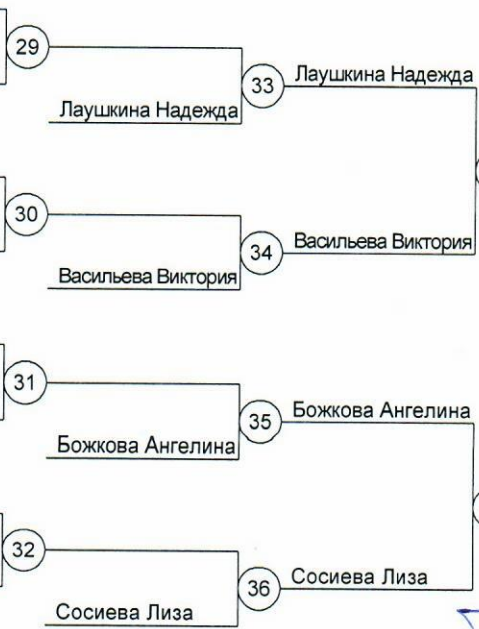 29
33
Лаушкина Надежда
Лаушкина Надежда
30
34
Васильева Виктория
Васильева Виктория
31
35
Божкова Ангелина
Божкова Ангелина
32
36
Сосиева Лиза
Сосиева Лиза